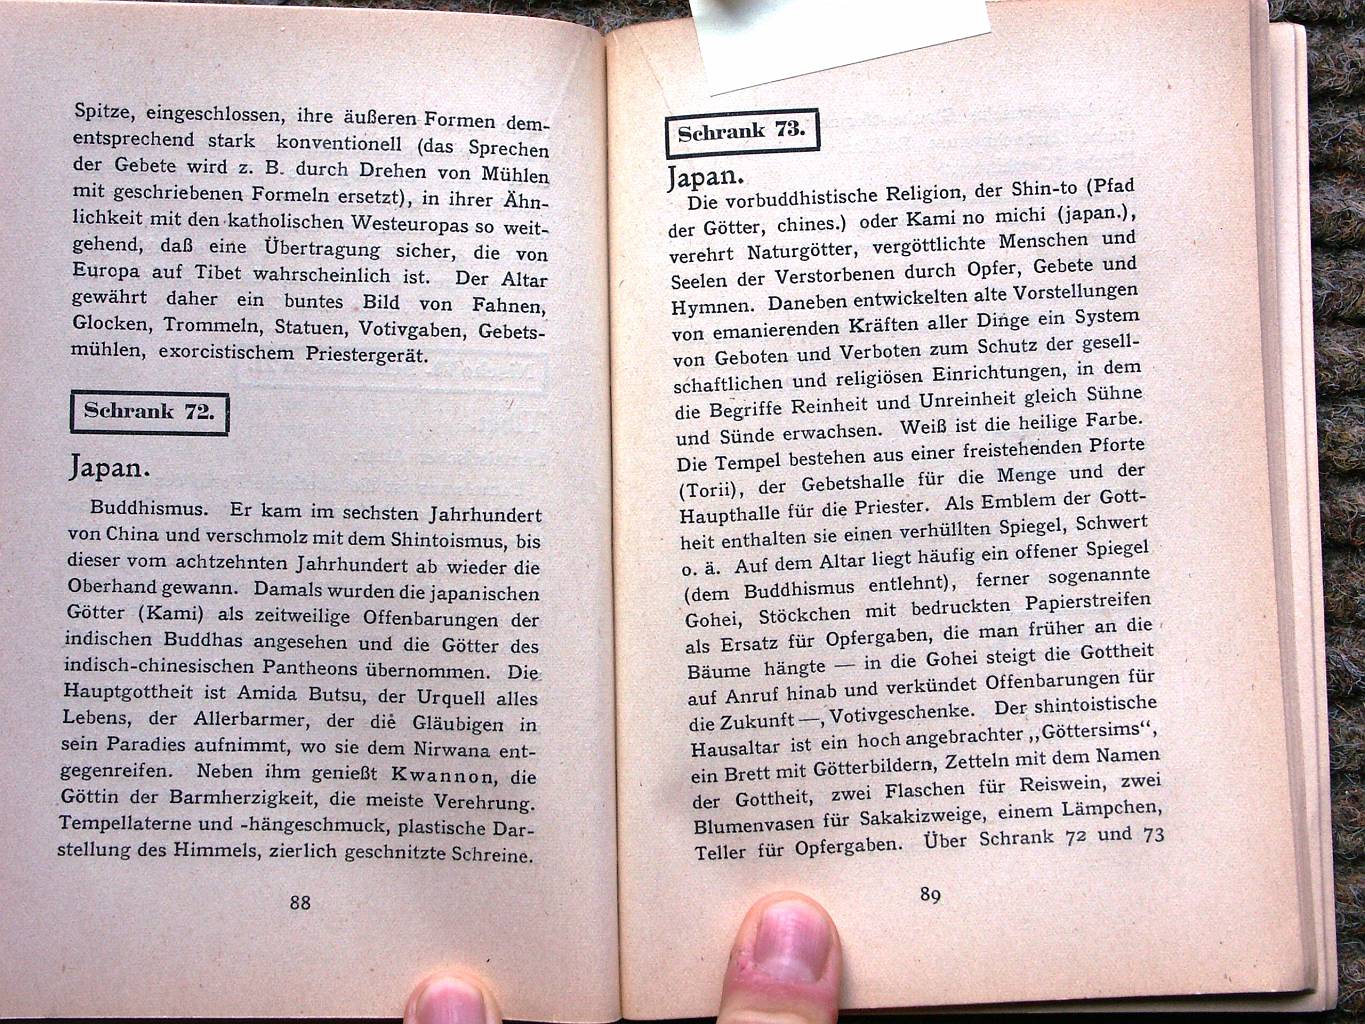 Spitze, eingeschlossen, ihre äußeren Formen dem-
entsprechend stark konventionell (das Sprechen
der Gebete wird z. B. durch Drehen von Mühlen
mit geschriebenen Formeln ersetzt), in ihrer Ähn-
lichkeit mit den katholischen Westeuropas so weit-
gehend, daß eine Übertragung sicher, die von
Europa auf Tibet wahrscheinlich ist. Der Altar
gewährt daher ein buntes Bild von Fahnen,
Glocken, Trommeln, Statuen, Votivgaben, Gebets-
mühlen, exorcistischem Priestergerät.
Schrank 72.
Japan.
Buddhismus. Er kam im sechsten Jahrhundert
von China und verschmolz mit dem Shintoismus, bis
dieser vom achtzehnten Jahrhundert ab wieder die
Oberhand gewann. Damals wurden die japanischen
Götter (Kami) als zeitweilige Offenbarungen der
indischen Buddhas angesehen und die Götter des
indisch-chinesischen Pantheons übernommen. Die
Hauptgottheit ist Amida Butsu, der Urquell alles
Lebens, der Allerbarmer, der die Gläubigen in
sein Paradies aufnimmt, wo sie dem Nirwana ent-
gegenreifen. Neben ihm genießt Kwannon, die
Göttin der Barmherzigkeit, die meiste Verehrung.
Tempellaterne und -hängeschmuck, plastische Dar-
stellung des Himmels, zierlich geschnitzte Schreine.
88
Schrank 73.
Japan.
Die vorbuddhistische Religion, der Shin-to (Pfad
der Götter, chines.) oder Kami no michi (japan.),
verehrt Naturgötter, vergöttlichte Menschen und
Seelen der Verstorbenen durch Opfer, Gebete und
Hymnen. Daneben entwickelten alte Vorstellungen
von emanierenden Kräften aller Dinge ein System
von Geboten und Verboten zum Schutz der gesell-
schaftlichen und religiösen Einrichtungen, in dem
die Begriffe Reinheit und Unreinheit gleich Sühne
und Sünde erwachsen. Weiß ist die heilige Farbe.
Die Tempel bestehen aus einer freistehenden Pforte
(Torii), der Gebetshalle für die Menge und der
Haupthalle für die Priester. Als Emblem der Gott-
heit enthalten sie einen verhüllten Spiegel, Schwert
o. ä. Auf dem Altar liegt häufig ein offener Spiegel
(dem Buddhismus entlehnt), ferner sogenannte
Gohei, Stöckchen mit bedruckten Papierstreifen
als Ersatz für Opfergaben, die man früher an die
Bäume hängte — in die Gohei steigt die Gottheit
auf Anruf hinab und verkündet Offenbarungen für
die Zukunft —, Votivgeschenke. Der shintoistische
Hausaltar ist ein hoch angebrachter „Göttersims“,
ein Brett mit Götterbildern, Zetteln mit dem Namen
der Gottheit, zwei Flaschen für Reiswein, zwei
Blumenvasen für Sakakizweige, einem Lämpchen,
Teller für Opfergaben. Über Schrank 72 und 73
89